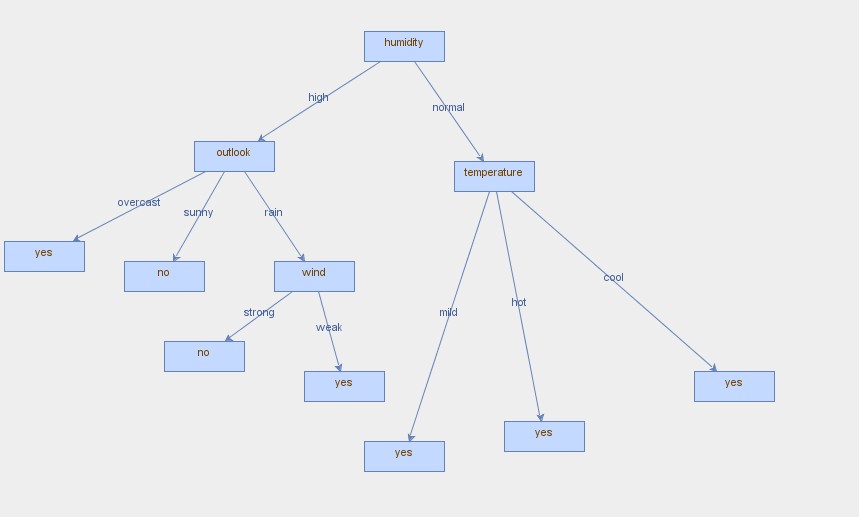 humidity
high
normal
outlook
temperature
overcast
sunny
rain
yes
no
wind
cool
strong
weak
mild
hot
no
yes
yes
yes
yes